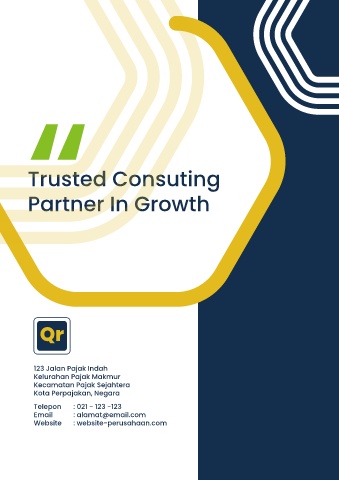 Trusted Consuting
Partner In Growth
Qr
123 Jalan Pajak Indah
Kelurahan Pajak Makmur
Kecamatan Pajak Sejahtera
Kota Perpajakan, Negara
Telepon : 021 - 123 -123
Email : alamat@email.com
Website : website-perusahaan.com